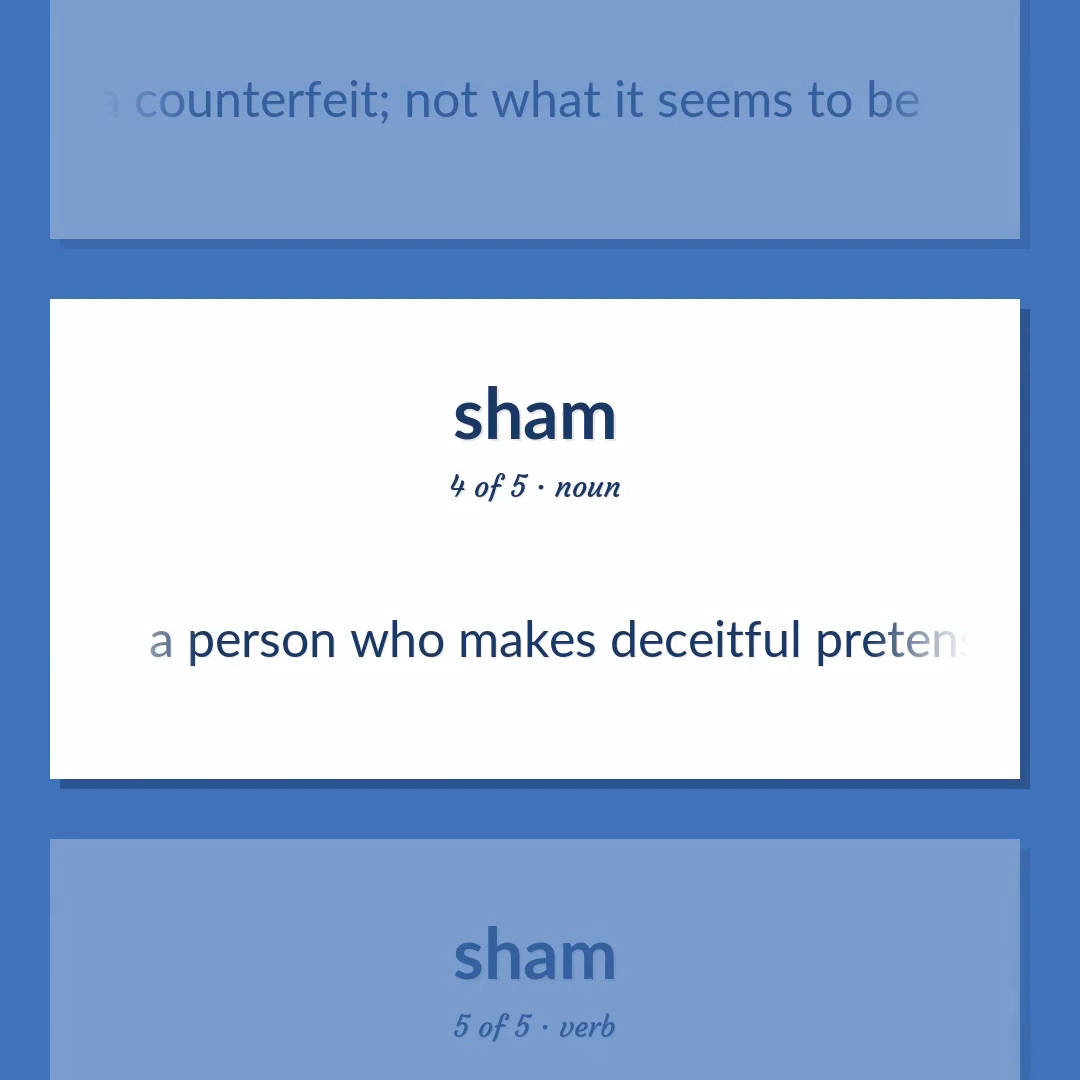 a counterfeit; not what it seems to be
sham
4 of 5 · noun
a person who makes deceitful
sham
5 of 5 · verb